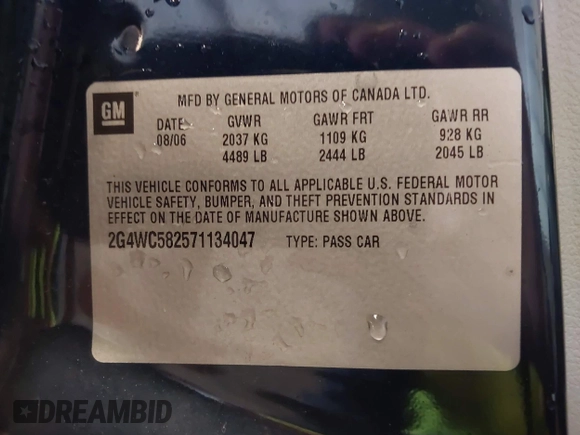 GM
MFD BY GENERAL MOTORS OF CANADA LTD.
DATE GVWR GAWR FRT GAWR RR
08/06 2037 KG 1109 KG 928 KG
4489 LB 2444 LB 2045 LB
THIS VEHICLE CONFORMS TO ALL APPLICABLE U.S. FEDERAL MOTOR
VEHICLE SAFETY, BUMPER, AND THEFT PREVENTION STANDARDS IN
EFFECT ON THE DATE OF MANUFACTURE SHOWN ABOVE.
2G4WC582571134047 TYPE: PASS CAR
DREAMBID